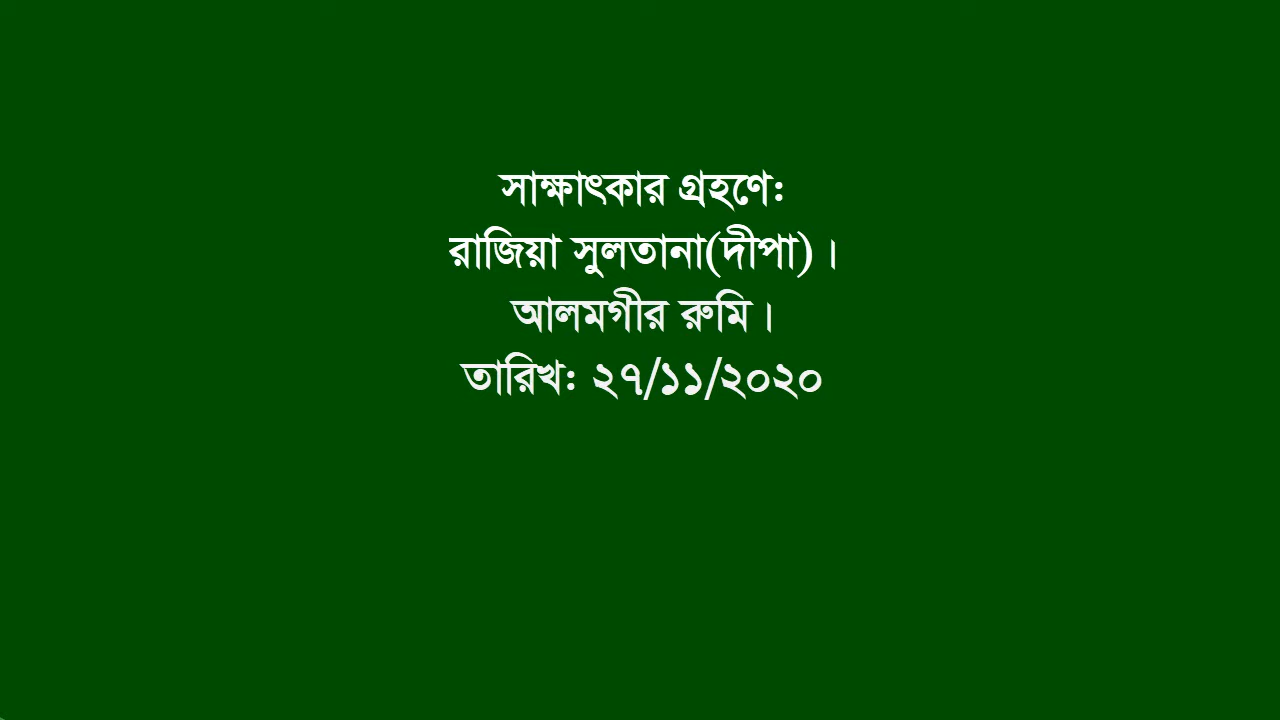 সাক্ষাৎকার গ্রহণে:
রাজিয়া সুলতানা(দীপা)।
আলমগীর রুমি।
তারিখ: ২৭/১১/২০২০